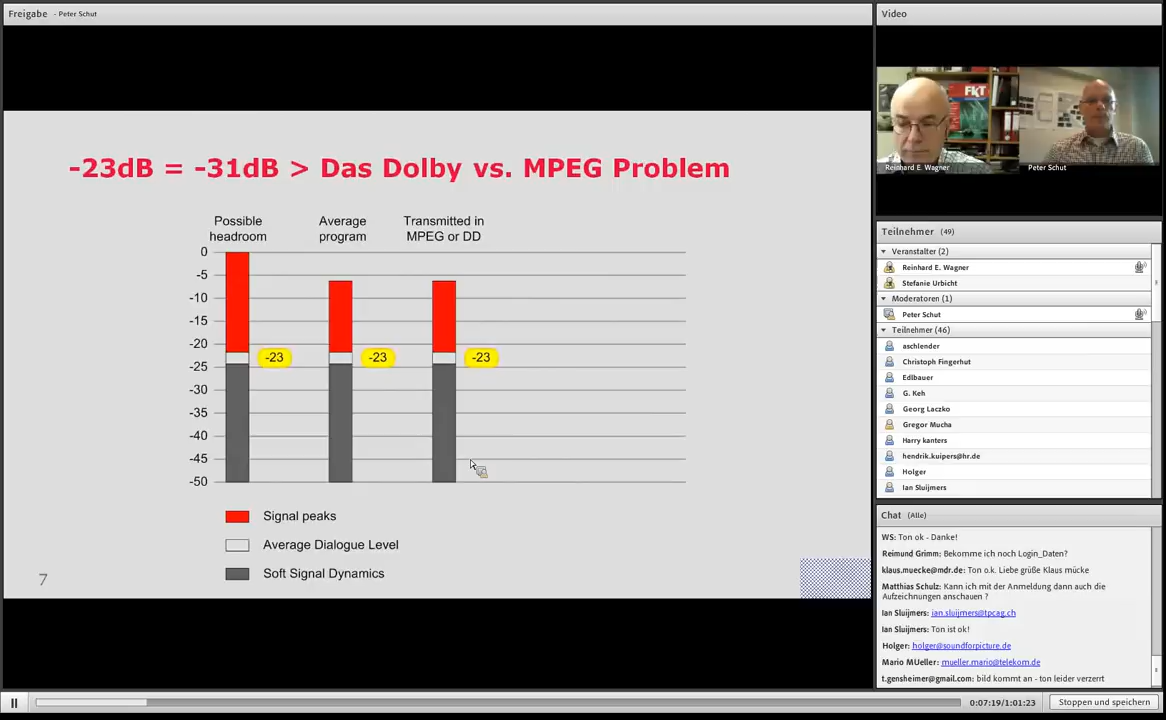 Freigabe - Peter Schut
-23dB = -31dB > Das Dolby vs. MPEG Problem
Possible headroom
Average program
Transmitted in MPEG or DD
0
-5
-10
-15
-20
-25
-30
-35
-40
-45
-50
-23
-23
-23
Signal peaks
Average Dialogue Level
Soft Signal Dynamics
7
Video
FKT
Reinhard E. Wagner
Peter Schut
Teilnehmer (49)
Veranstalter (2)
Reinhard E. Wagner
Stefanie Urbicht
Moderatoren (1)
Peter Schut
Teilnehmer (46)
aschlender
Christoph Fingerhut
Edlbauer
G. Keh
Georg Laczko
Gregor Mucha
Harry kanters
hendrik.kuipers@hr.de
Holger
Ian Sluijmers
Chat (Alle)
WS: Ton ok - Danke!
Reimund Grimm: Bekomme ich noch Login_Daten?
klaus.muecke@mdr.de: Ton o.k. Liebe grüße Klaus mücke
Matthias Schulz: Kann ich mit der Anmeldung dann auch die
Aufzeichnungen anschauen ?
Ian Sluijmers: ian.sluijmers@tpcag.ch
Ian Sluijmers: Ton ist ok!
Holger: holger@soundforpicture.de
Mario MUeller: mueller.mario@telekom.de
t.gensheimer@gmail.com: bild kommt an - ton leider verzerrt
0:07:19/1:01:23
Stoppen und speichern